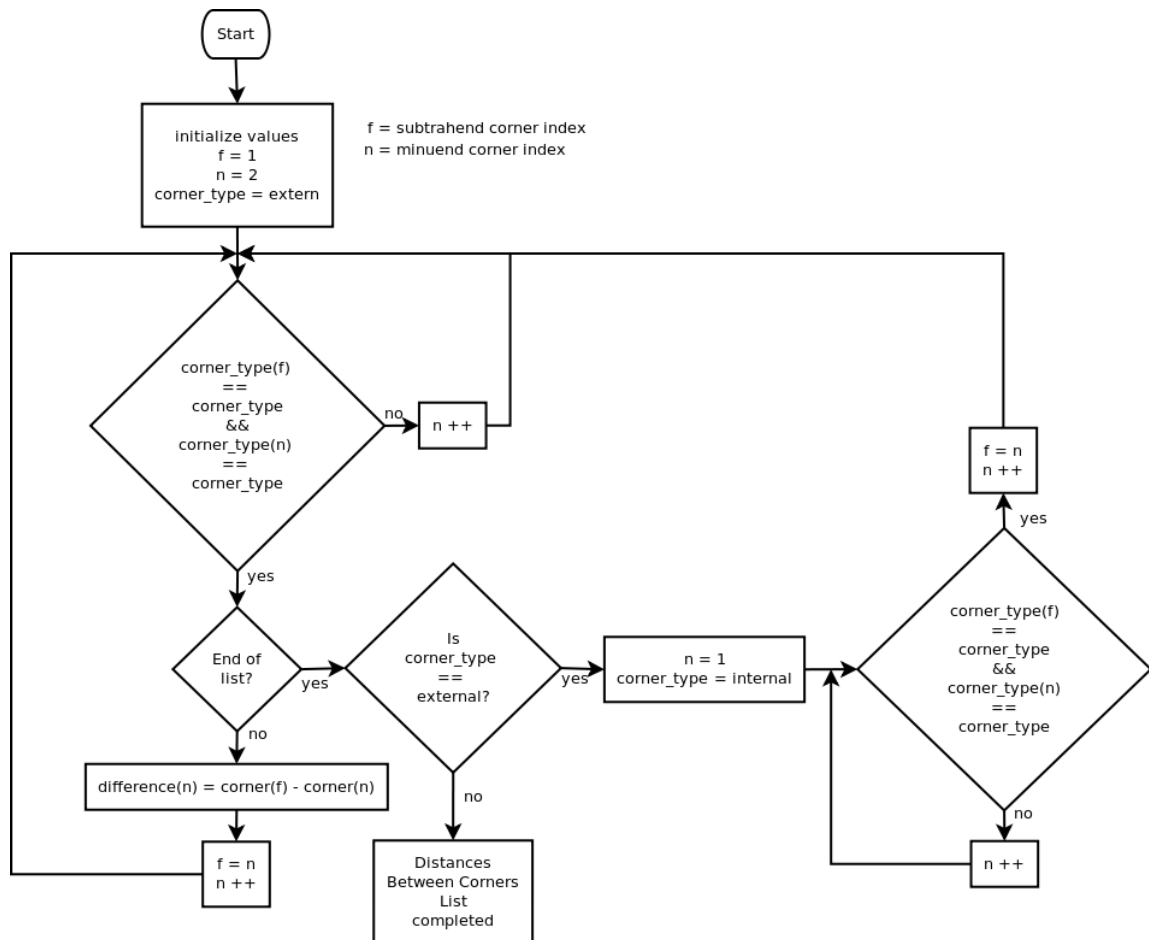 Start
initialize values
f = 1
n = 2
corner_type = extern
f = subtrahend corner index
n = minuend corner index
corner_type(f)
==
corner_type
&&
corner_type(n)
==
corner_type
no
n ++
yes
End of
list?
yes
no
Is
corner_type
==
external?
yes
no
n = 1
corner_type = internal
corner_type(f)
==
corner_type
&&
corner_type(n)
==
corner_type
yes
f = n
n ++
no
n ++
difference(n) = corner(f) - corner(n)
f = n
n ++
Distances
Between Corners
List
completed